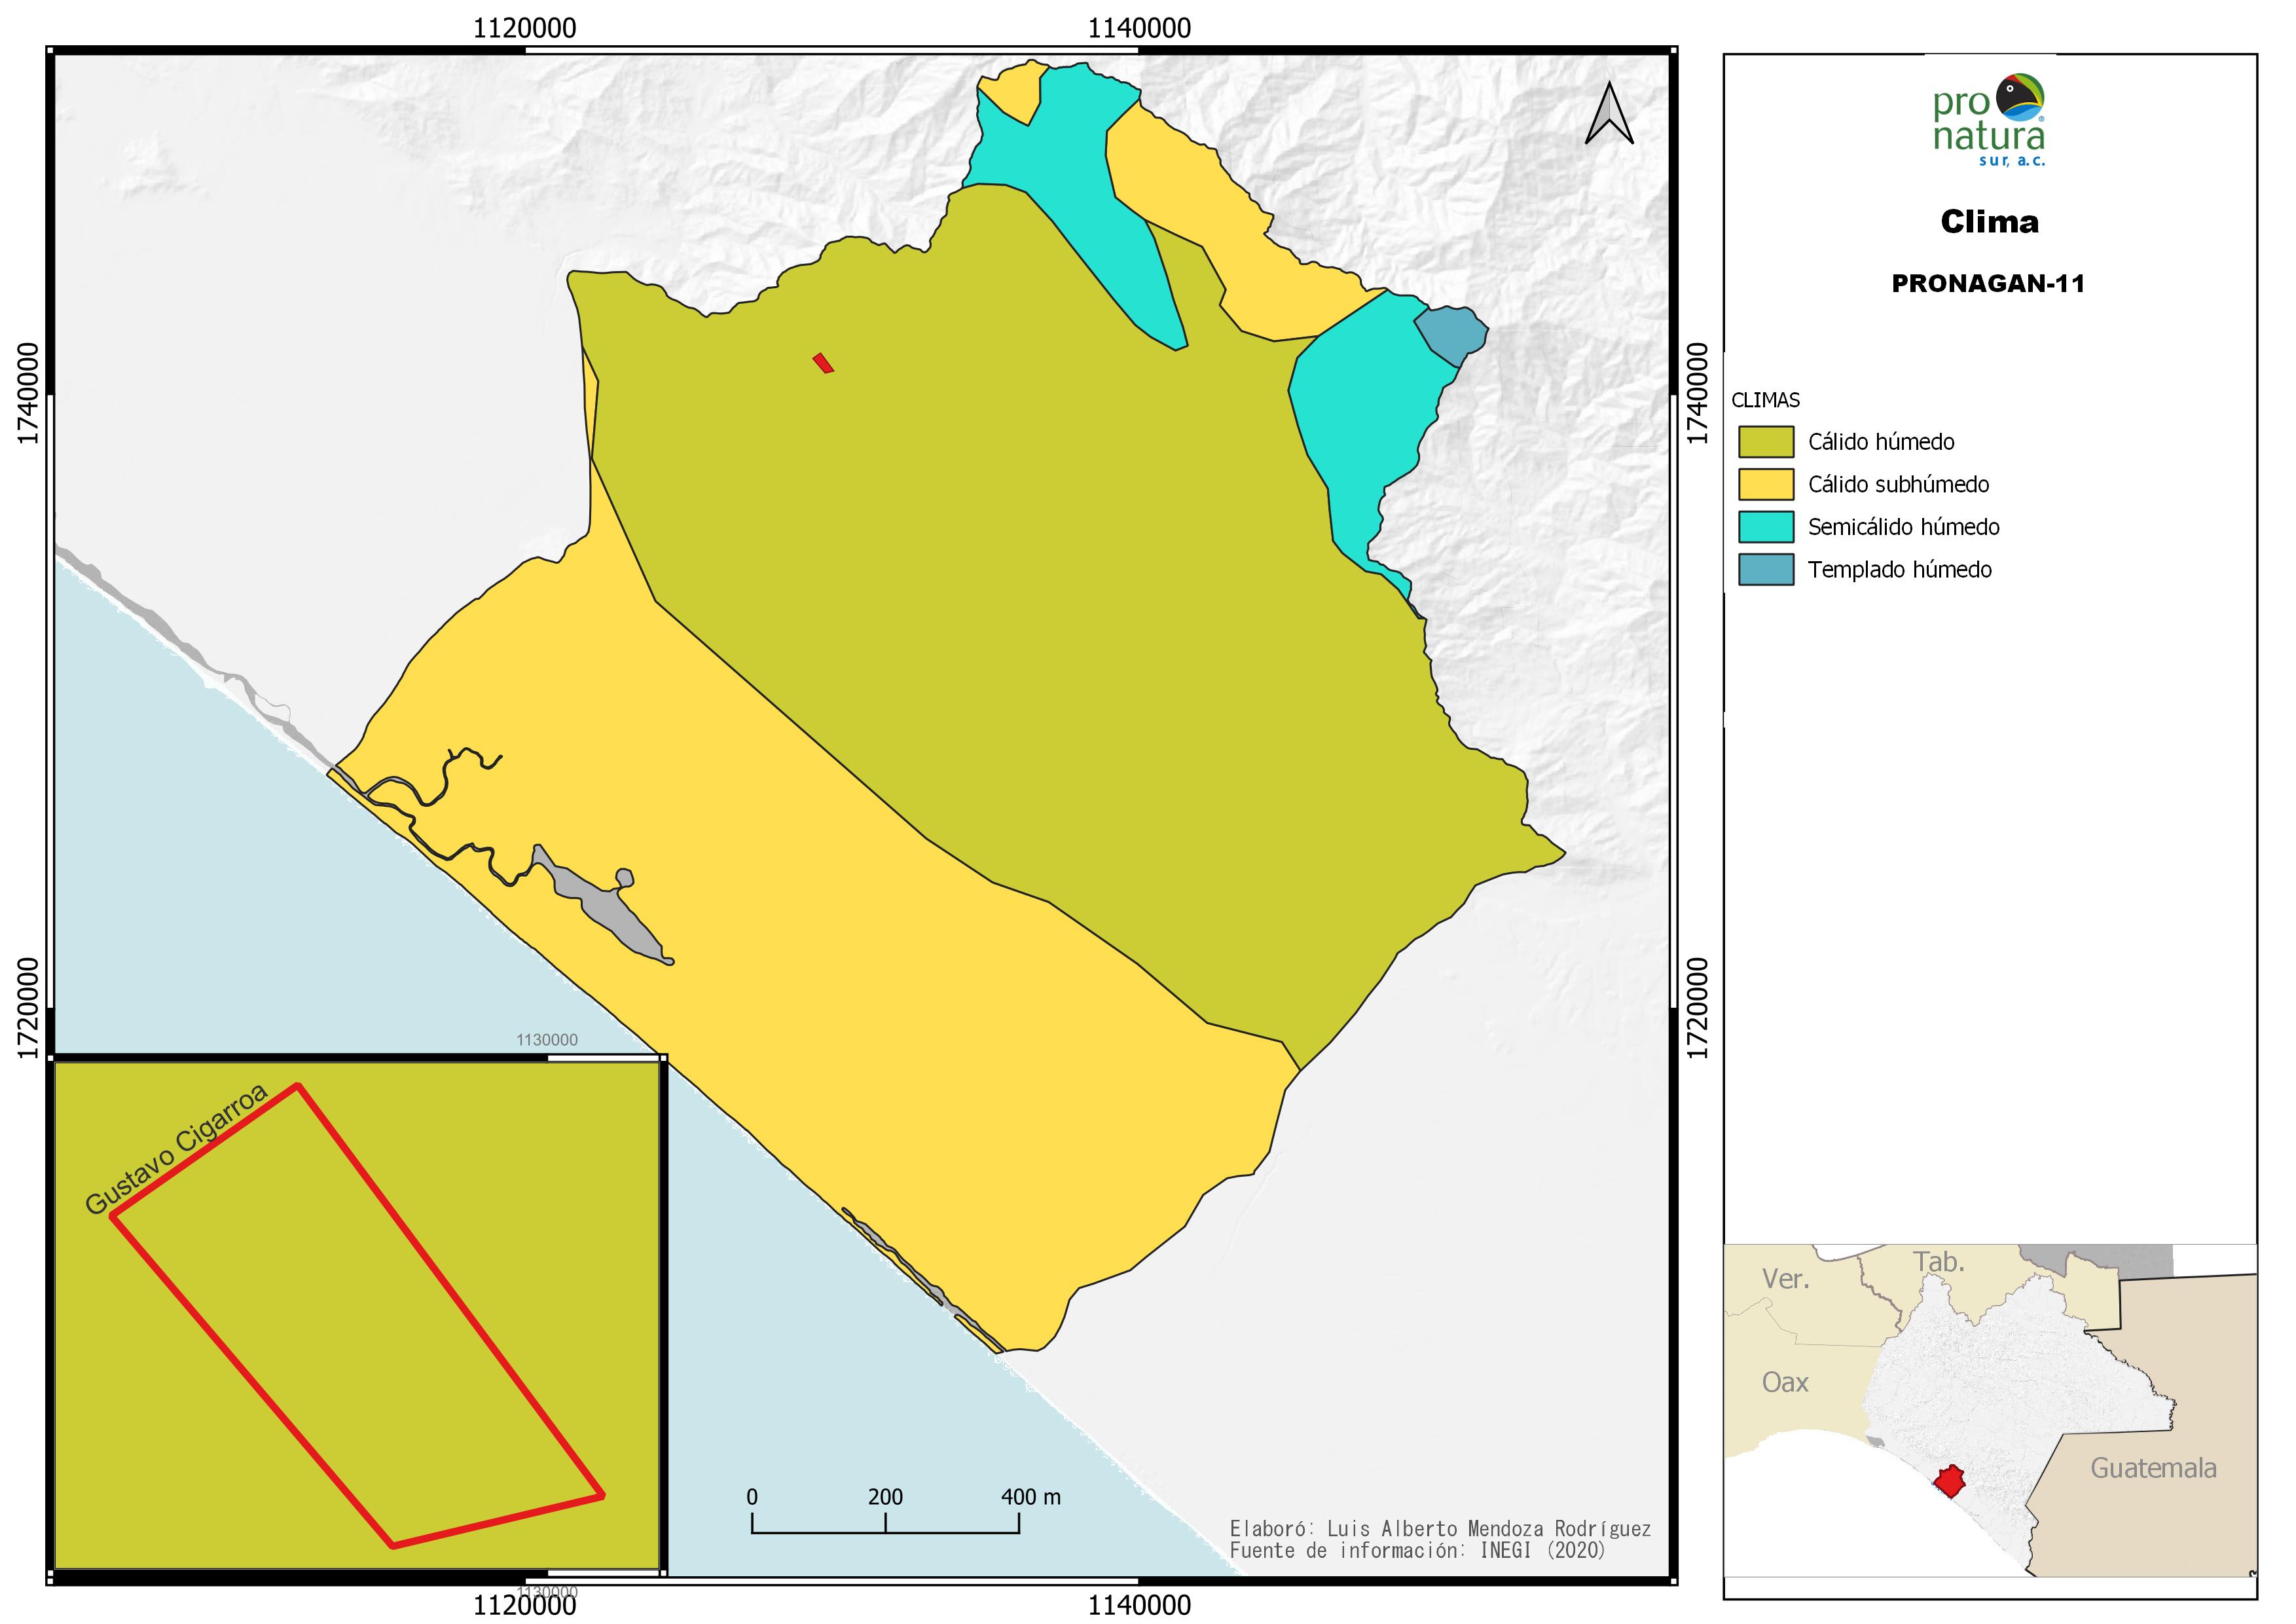 1120000
1140000
1740000
1740000
1720000
1720000
1130000
Gustavo Cigarroa
1130000
1120000
1140000
0 200 400 m
Elaboró: Luis Alberto Mendoza Rodríguez
Fuente de información: INEGI (2020)
pro
natura
sur, a.c.
Clima
PRONAGAN-11
CLIMAS
Cálido húmedo
Cálido subhúmedo
Semicálido húmedo
Templado húmedo
Ver.
Tab.
Oax
Guatemala